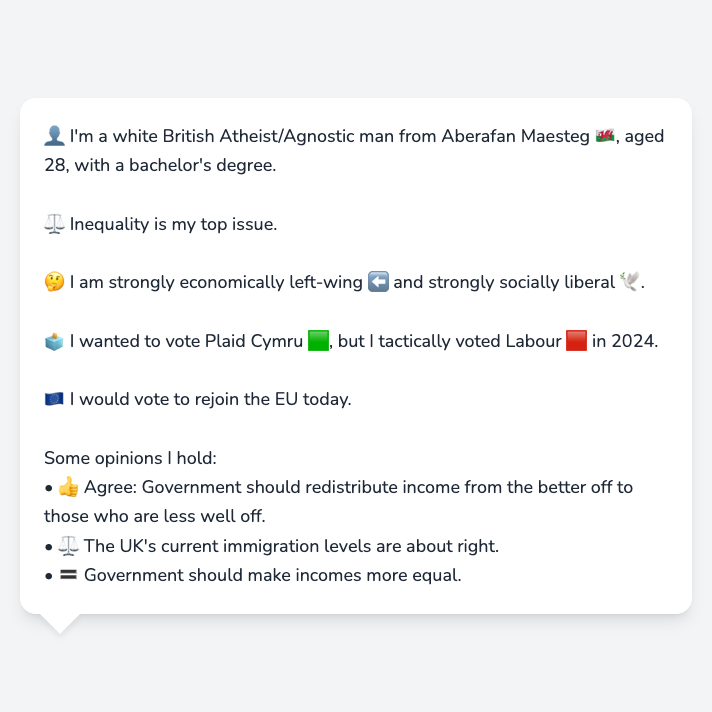 👤 I'm a white British Atheist/Agnostic man from Aberafan Maesteg 🏴󠁧󠁢󠁷󠁬󠁳󠁿, aged
28, with a bachelor's degree.
⚖️ Inequality is my top issue.
🤔 I am strongly economically left-wing ⬅️ and strongly socially liberal 🕊️.
🗳️ I wanted to vote Plaid Cymru 🟩, but I tactically voted Labour 🟥 in 2024.
🇪🇺 I would vote to rejoin the EU today.
Some opinions I hold:
• 👍 Agree: Government should redistribute income from the better off to
those who are less well off.
• ⚖️ The UK's current immigration levels are about right.
• 🟰 Government should make incomes more equal.